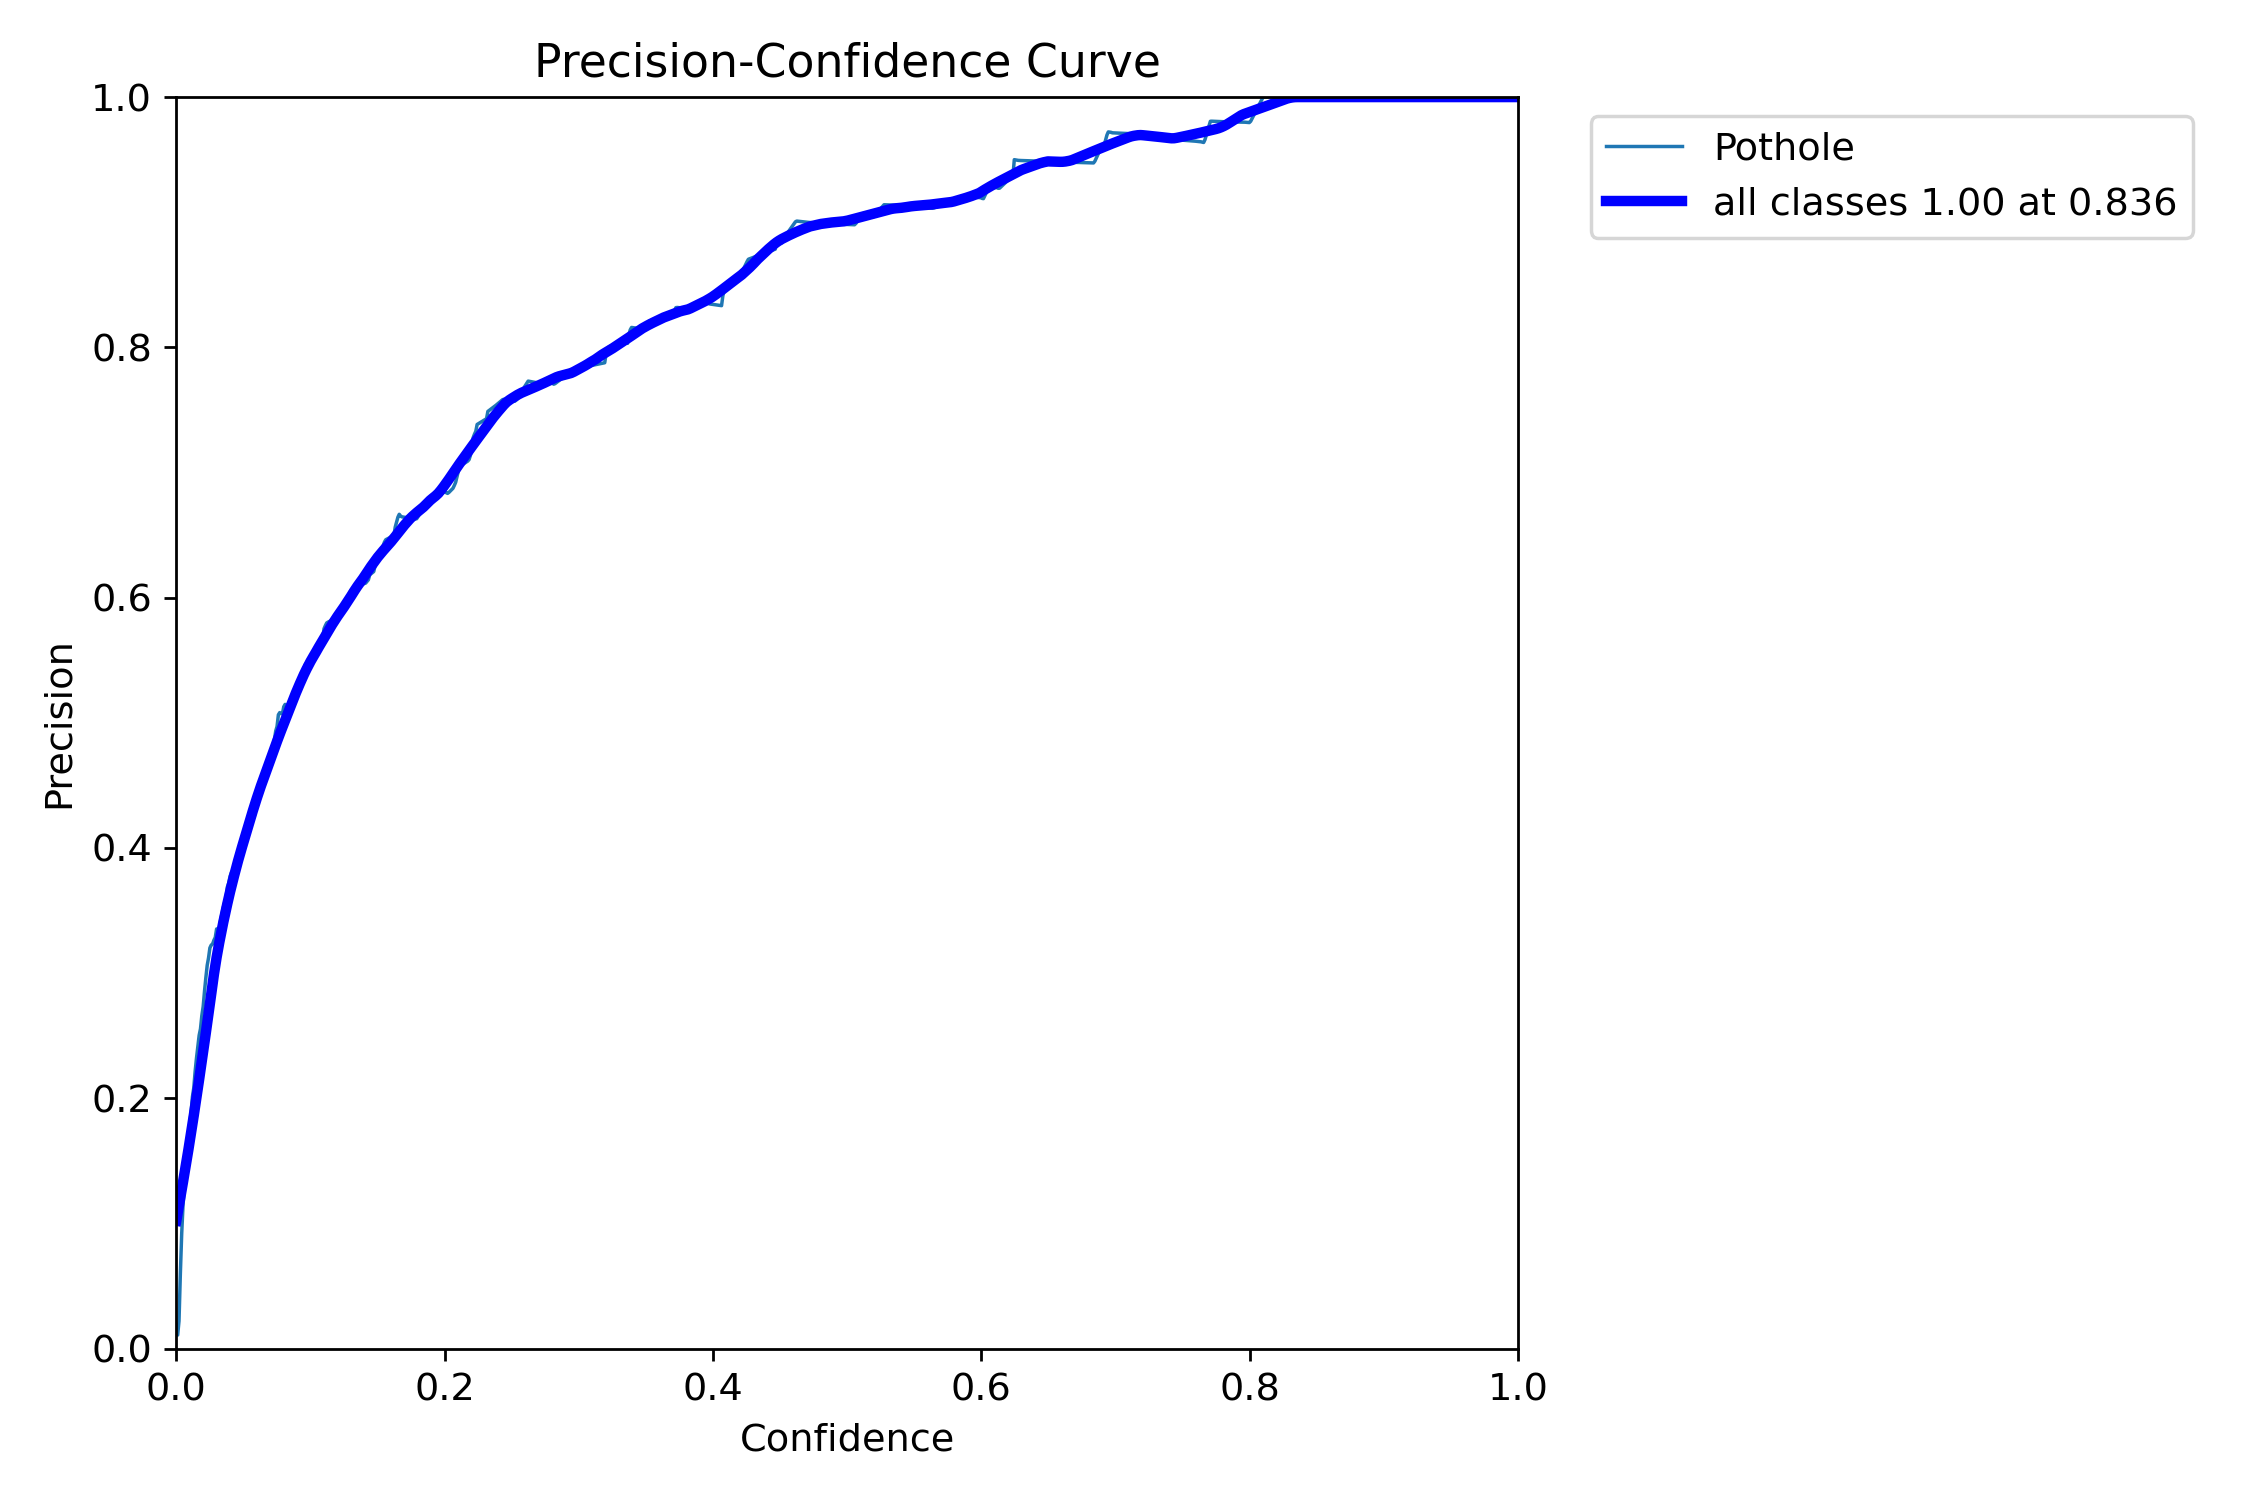 Precision-Confidence Curve
1.0
0.8
0.6
0.4
0.2
0.0
Precision
0.0 0.2 0.4 0.6 0.8 1.0
Confidence
Pothole
all classes 1.00 at 0.836